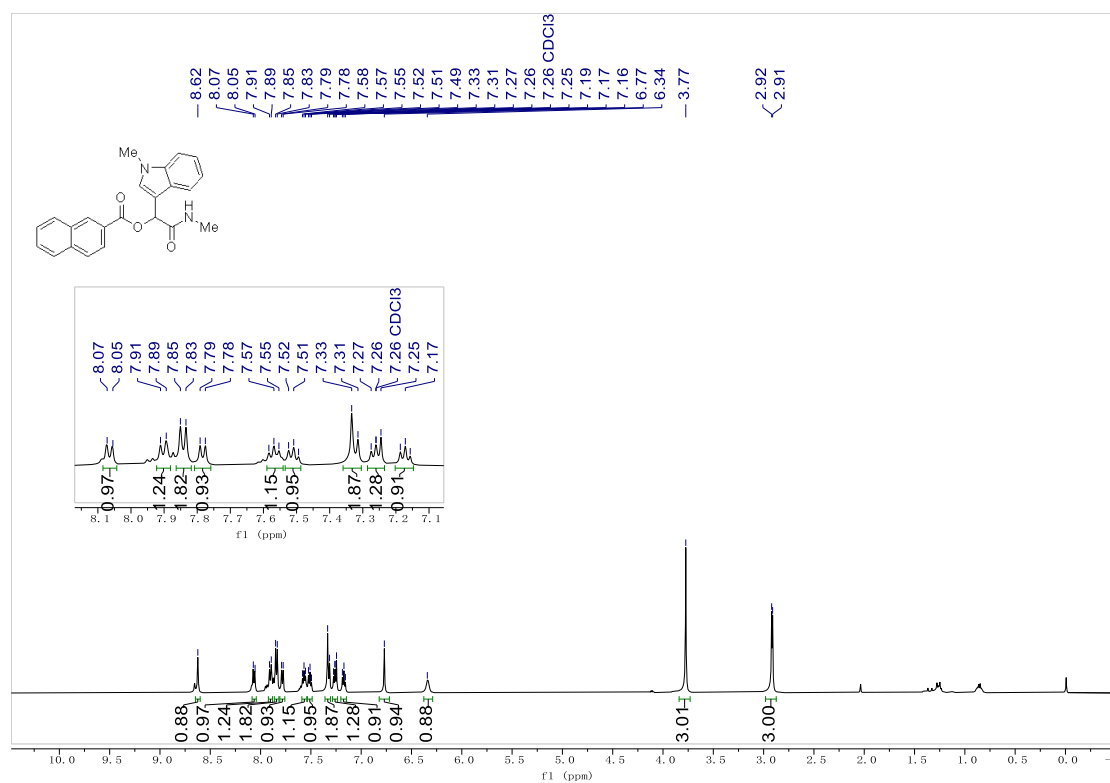 8.62 8.07 8.05 7.91 7.89 7.85 7.83 7.79 7.78 7.58 7.57 7.55 7.52 7.51 7.49 7.33 7.31 7.27 7.26 7.26 CDCl3 7.25 7.19 7.17 7.16 6.77 6.34 3.77 2.92 2.91
Me
N
O
O
O
H
N
Me
8.07 8.05 7.91 7.89 7.85 7.83 7.79 7.78 7.57 7.55 7.52 7.51 7.33 7.31 7.27 7.26 7.26 CDCl3 7.25 7.17
0.97 1.24 1.82 0.93 1.15 0.95 1.87 1.28 0.91
8.1 8.0 7.9 7.8 7.7 7.6 7.5 7.4 7.3 7.2 7.1
f1 (ppm)
0.88 0.97 1.24 1.82 0.93 1.15 0.95 1.87 1.28 0.91 0.94 0.88 3.01 3.00
10.0 9.5 9.0 8.5 8.0 7.5 7.0 6.5 6.0 5.5 5.0 4.5 4.0 3.5 3.0 2.5 2.0 1.5 1.0 0.5 0.0
f1 (ppm)